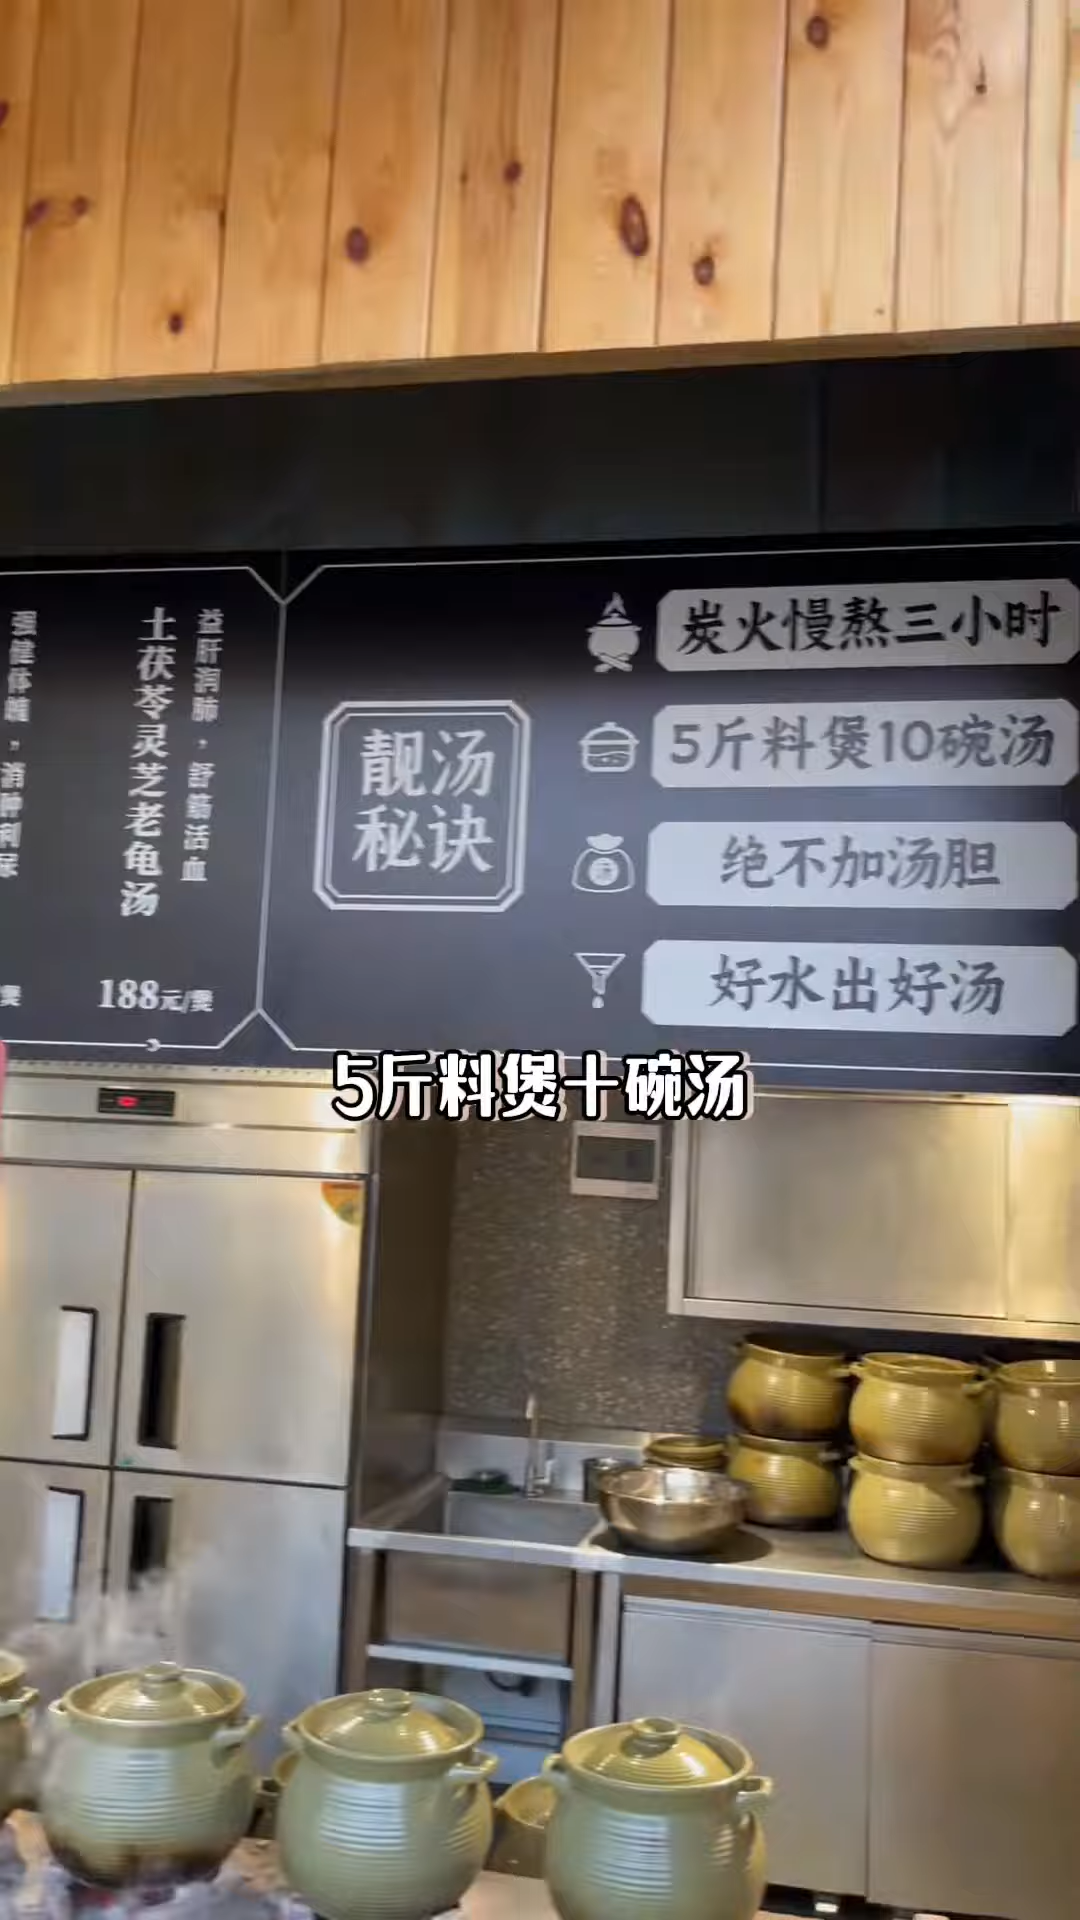 强健体魄，消肿利尿
益肝润肺，舒筋活血
土茯苓灵芝老龟汤
188元/煲
靓汤
秘诀
炭火慢熬三小时
5斤料煲10碗汤
绝不加汤胆
好水出好汤
5斤料煲十碗汤